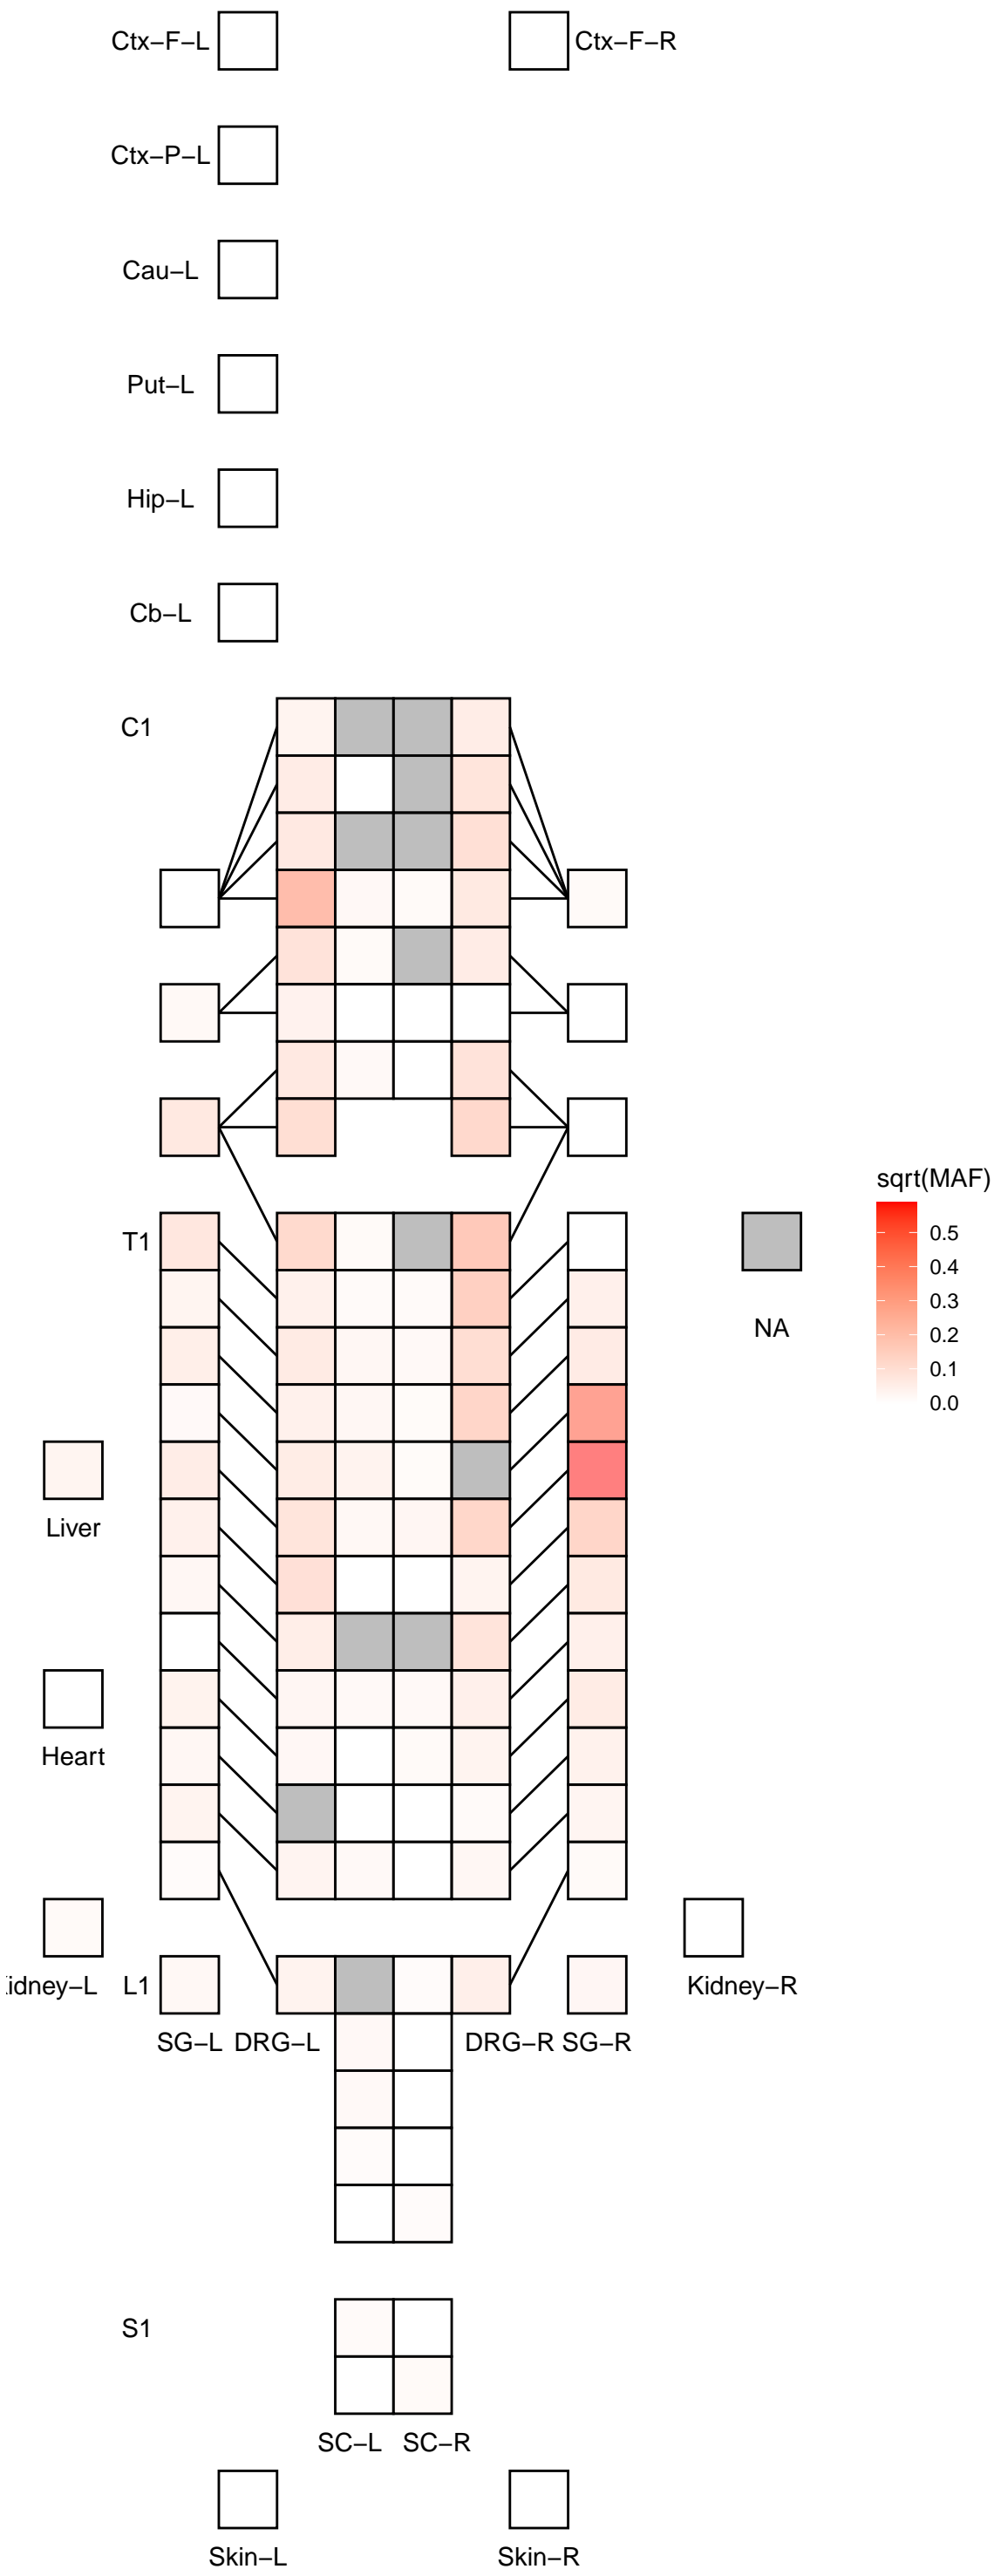 Ctx–F–L
Ctx–F–R
Ctx–P–L
Cau–L
Put–L
Hip–L
Cb–L
C1
sqrt(MAF)
T1
0.5
0.4
0.3
NA
0.2
0.1
0.0
Liver
Heart
idney–L
L1
Kidney–R
SG–L
DRG–L
DRG–R
SG–R
S1
SC–L
SC–R
Skin–L
Skin–R